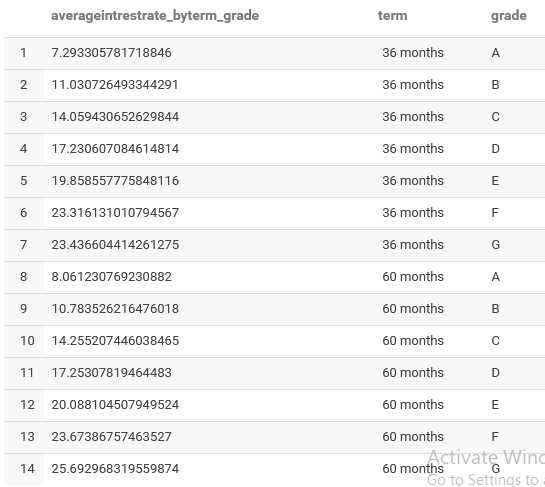 averageintrestrate_byterm_grade term grade
1 7.293305781718846 36 months A
2 11.030726493344291 36 months B
3 14.059430652629844 36 months C
4 17.230607084614814 36 months D
5 19.858557775848116 36 months E
6 23.316131010794567 36 months F
7 23.436604414261275 36 months G
8 8.061230769230882 60 months A
9 10.783526216476018 60 months B
10 14.255207446038465 60 months C
11 17.25307819464483 60 months D
12 20.088104507949524 60 months E
13 23.67386757463527 60 months F
Activate Wind
14 25.692968319559874 60 months G
Go to Settings to a